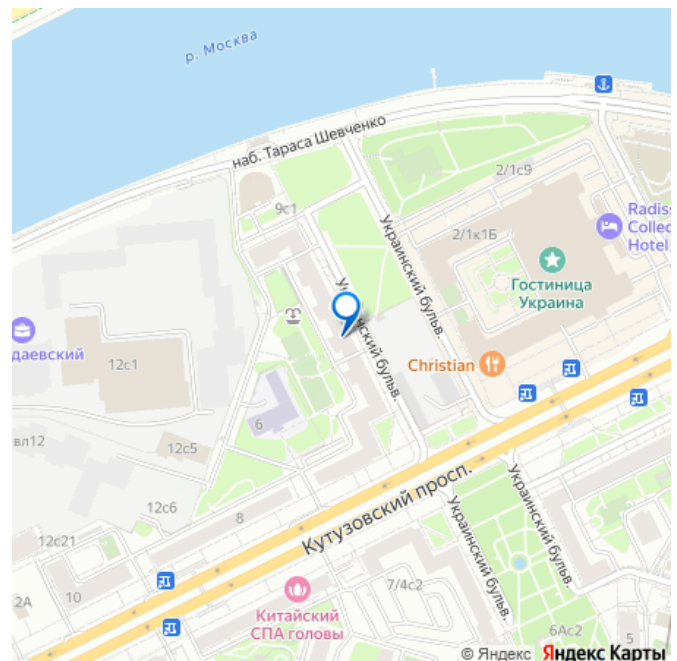 р. Москва
наб. Тараса Шевченко
2/1с9
9с1
Radiss
Collec
Hotel
Украинский бульв.
2/1к1Б
Гостиница
Украина
Украинский бульв.
даевский
12с1
Christian
6
вл12
12с5
12с6
8
Кутузовский просп.
12с21
Украинский бульв.
Украинский бульв.
2А
10
7/4с2
Китайский
СПА головы
6Ас2
5
© Яндекс Яндекс Карты